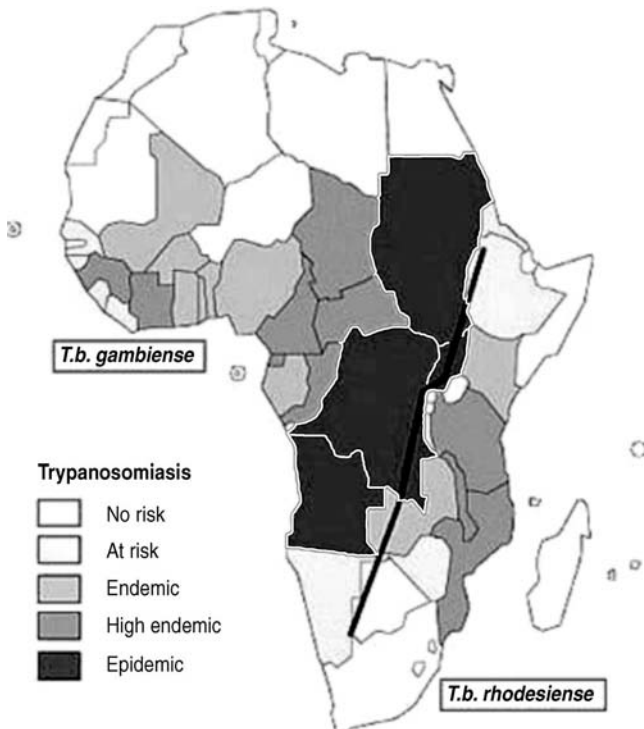 T.b. gambiense
Trypanosomiasis
No risk
At risk
Endemic
High endemic
Epidemic
T.b. rhodesiense